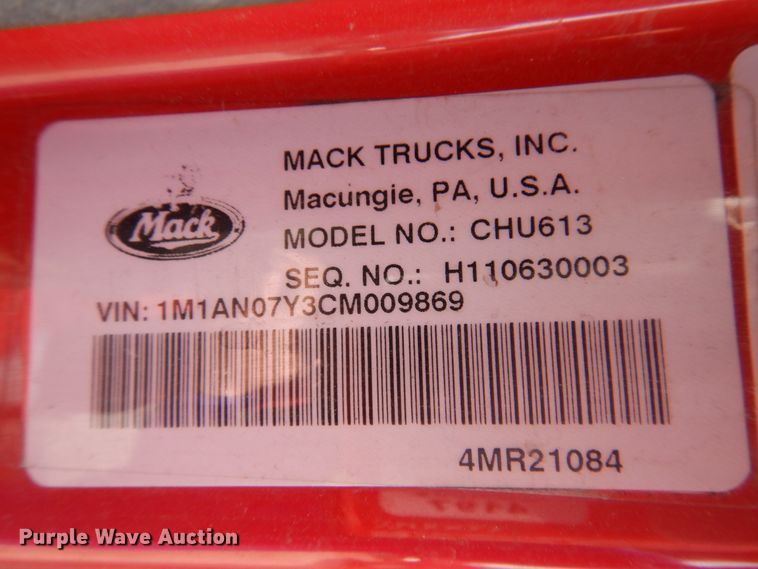 MACK TRUCKS, INC.
Macungie, PA, U.S.A.
Mack
MODEL NO.: CHU613
SEQ. NO.: H110630003
VIN: 1M1AN07Y3CM009869
4MR21084
Purple Wave Auction